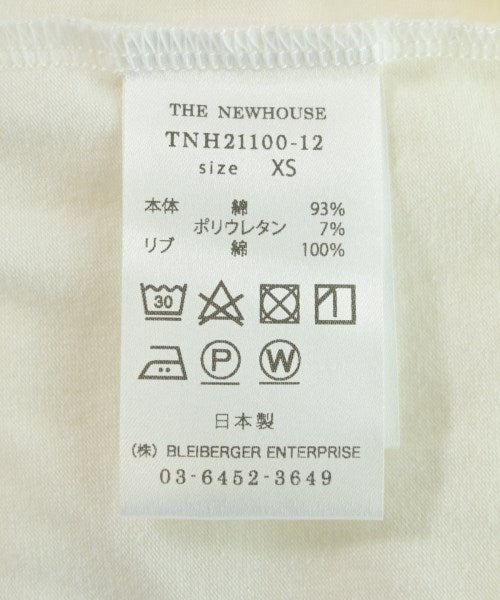 THE NEWHOUSE
TNH21100-12
size XS
本体 綿 93%
ポリウレタン 7%
リブ 綿 100%
30
P W
日本製
(株) BLEIBERGER ENTERPRISE
03-6452-3649